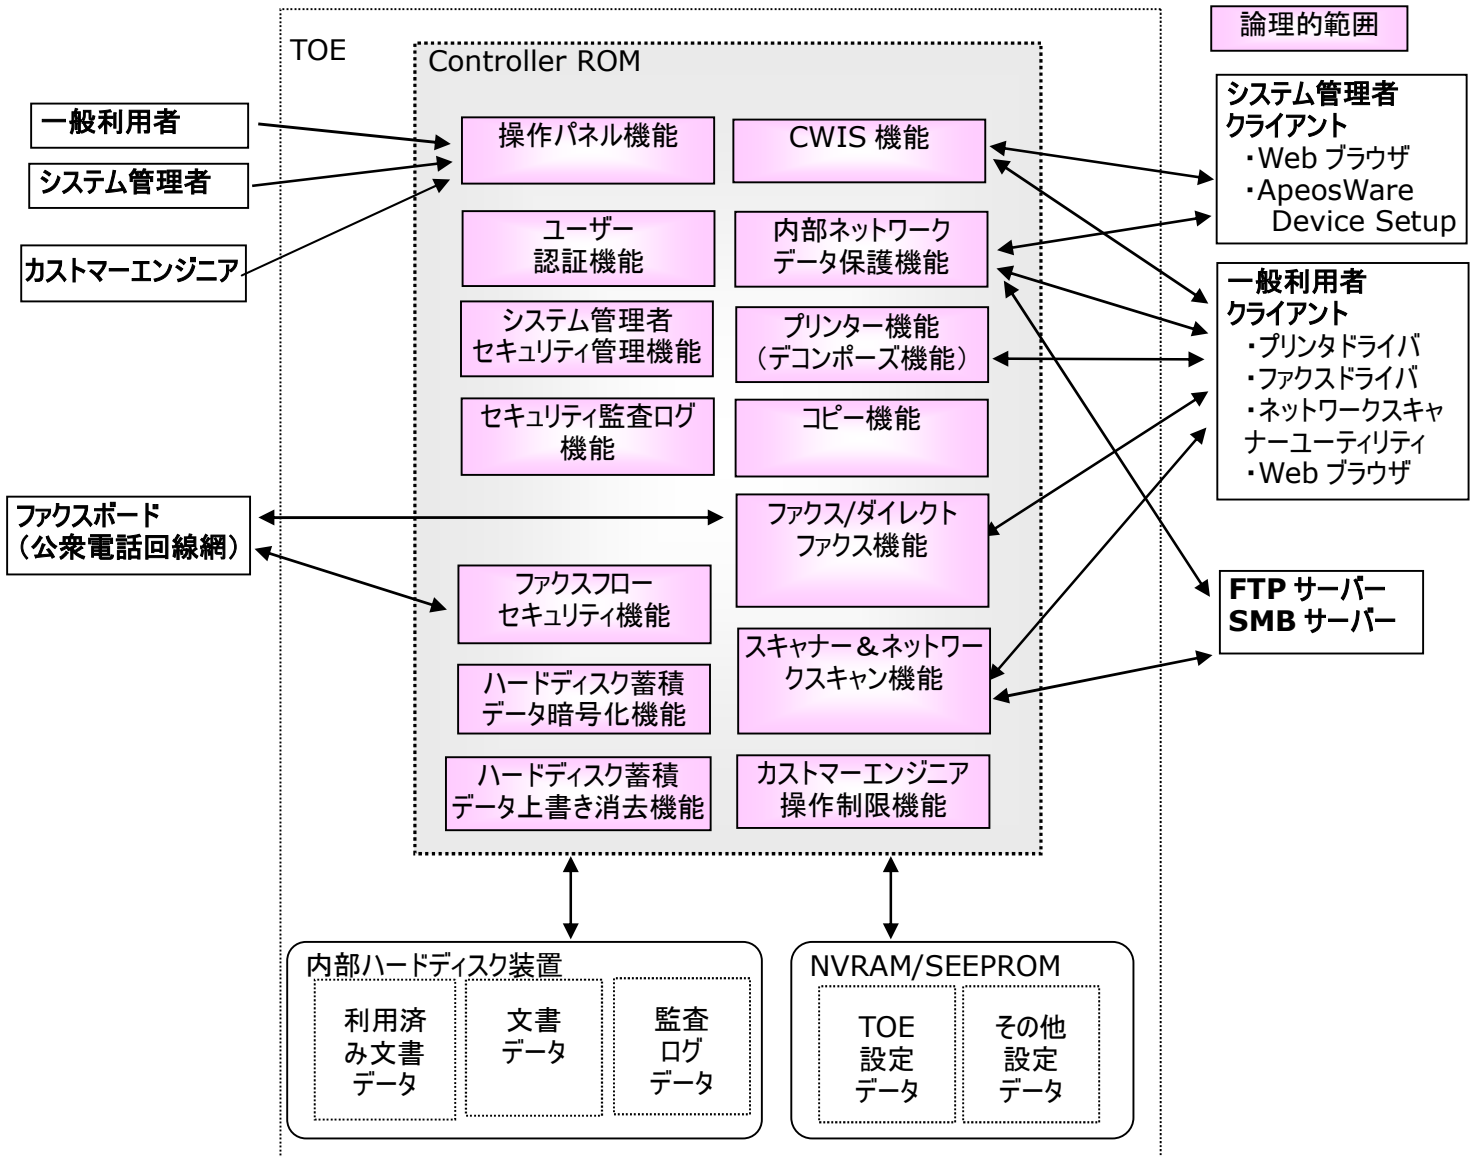 論理的範囲
TOE
Controller ROM
一般利用者
システム管理者
カストマーエンジニア
ファクスボード
（公衆電話回線網）
操作パネル機能
ユーザー
認証機能
システム管理者
セキュリティ管理機能
セキュリティ監査ログ
機能
ファクスフロー
セキュリティ機能
ハードディスク蓄積
データ暗号化機能
ハードディスク蓄積
データ上書き消去機能
CWIS 機能
内部ネットワーク
データ保護機能
プリンター機能
（デコンポーズ機能）
コピー機能
ファクス/ダイレクト
ファクス機能
スキャナー＆ネットワー
クスキャン機能
カストマーエンジニア
操作制限機能
システム管理者
クライアント
・Web ブラウザ
・ApeosWare
Device Setup
一般利用者
クライアント
・プリンタドライバ
・ファクスドライバ
・ネットワークスキャ
ナーユーティリティ
・Web ブラウザ
FTP サーバー
SMB サーバー
内部ハードディスク装置
利用済
み文書
データ
文書
データ
監査
ログ
データ
NVRAM/SEEPROM
TOE
設定
データ
その他
設定
データ